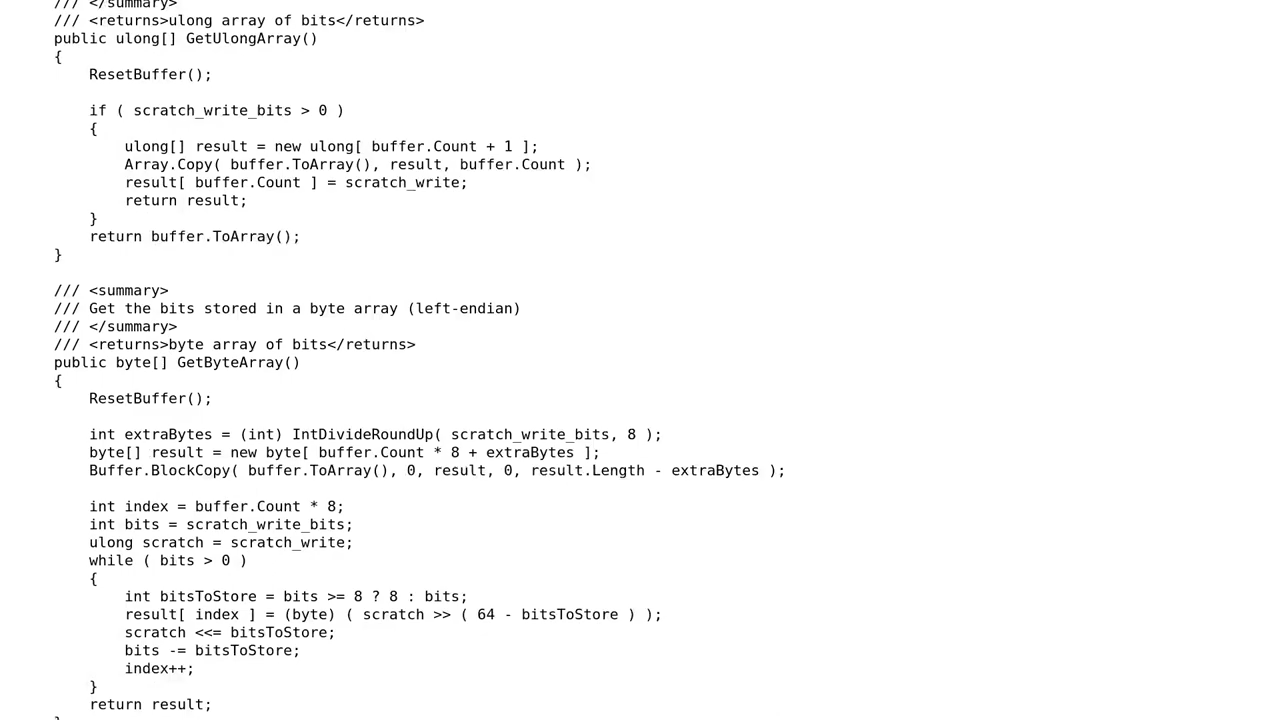 /// </summary>
/// <returns>ulong array of bits</returns>
public ulong[] GetUlongArray()
{
ResetBuffer();
if ( scratch_write_bits > 0 )
{
ulong[] result = new ulong[ buffer.Count + 1 ];
Array.Copy( buffer.ToArray(), result, buffer.Count );
result[ buffer.Count ] = scratch_write;
return result;
}
return buffer.ToArray();
}
/// <summary>
/// Get the bits stored in a byte array (left-endian)
/// </summary>
/// <returns>byte array of bits</returns>
public byte[] GetByteArray()
{
ResetBuffer();
int extraBytes = (int) IntDivideRoundUp( scratch_write_bits, 8 );
byte[] result = new byte[ buffer.Count * 8 + extraBytes ];
Buffer.BlockCopy( buffer.ToArray(), 0, result, 0, result.Length - extraBytes );
int index = buffer.Count * 8;
int bits = scratch_write_bits;
ulong scratch = scratch_write;
while ( bits > 0 )
{
int bitsToStore = bits >= 8 ? 8 : bits;
result[ index ] = (byte) ( scratch >> ( 64 - bitsToStore ) );
scratch <<= bitsToStore;
bits -= bitsToStore;
index++;
}
return result;
}